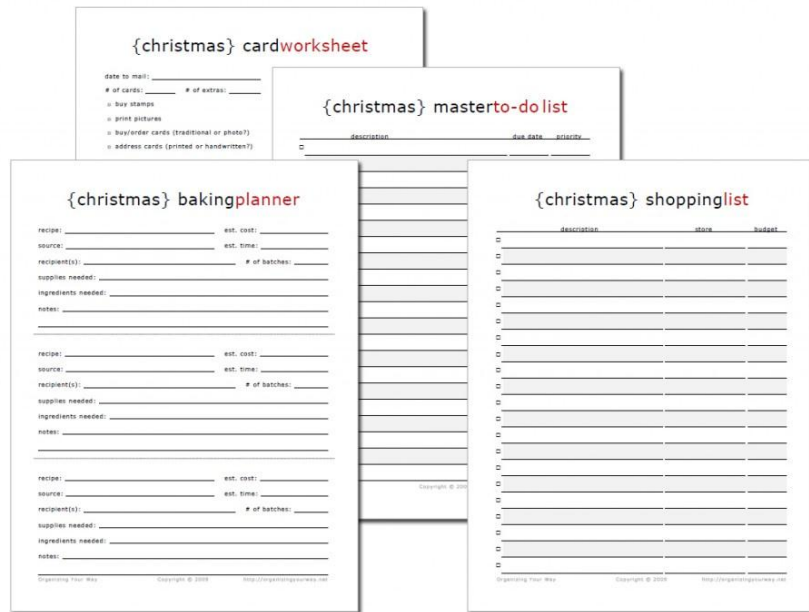 {christmas} cardworksheet
date to mail:
# of cards: # of extras:
buy stamps
print pictures
buy/order cards (traditional or photo?)
address cards (printed or handwritten?)
{christmas} masterto-do list
description due date priority
Copyright © 200
{christmas} bakingplanner
recipe: est. cost:
source: est. time:
recipient(s): # of batches:
supplies needed:
ingredients needed:
notes:
recipe: est. cost:
source: est. time:
recipient(s): # of batches:
supplies needed:
ingredients needed:
notes:
recipe: est. cost:
source: est. time:
recipient(s): # of batches:
supplies needed:
ingredients needed:
notes:
Organizing Your Way Copyright © 2009 http://organizingyourway.net
{christmas} shoppinglist
description store budget
Organizing Your Way Copyright © 2009 http://organizingyourway.net